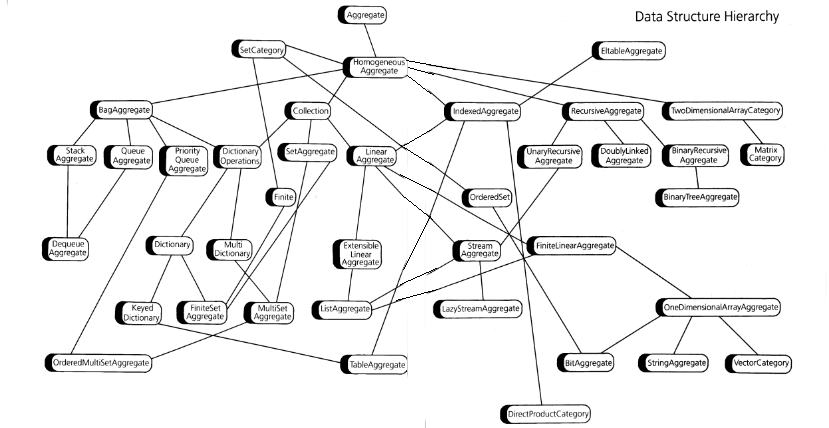 Aggregate
Data Structure Hierarchy
SetCategory
EltableAggregate
Homogeneous
Aggregate
BagAggregate
Collection
IndexedAggregate
RecursiveAggregate
TwoDimensionalArrayCategory
Stack
Aggregate
Queue
Aggregate
Priority
Queue
Aggregate
Dictionary
Operations
SetAggregate
Linear
Aggregate
UnaryRecursive
Aggregate
DoublyLinked
Aggregate
BinaryRecursive
Aggregate
Matrix
Category
Finite
OrderedSet
BinaryTreeAggregate
Dequeue
Aggregate
Dictionary
Multi
Dictionary
Extensible
Linear
Aggregate
Stream
Aggregate
FiniteLinearAggregate
Keyed
Dictionary
FiniteSet
Aggregate
MultiSet
Aggregate
ListAggregate
LazyStreamAggregate
OneDimensionalArrayAggregate
OrderedMultiSetAggregate
TableAggregate
BitAggregate
StringAggregate
VectorCategory
DirectProductCategory